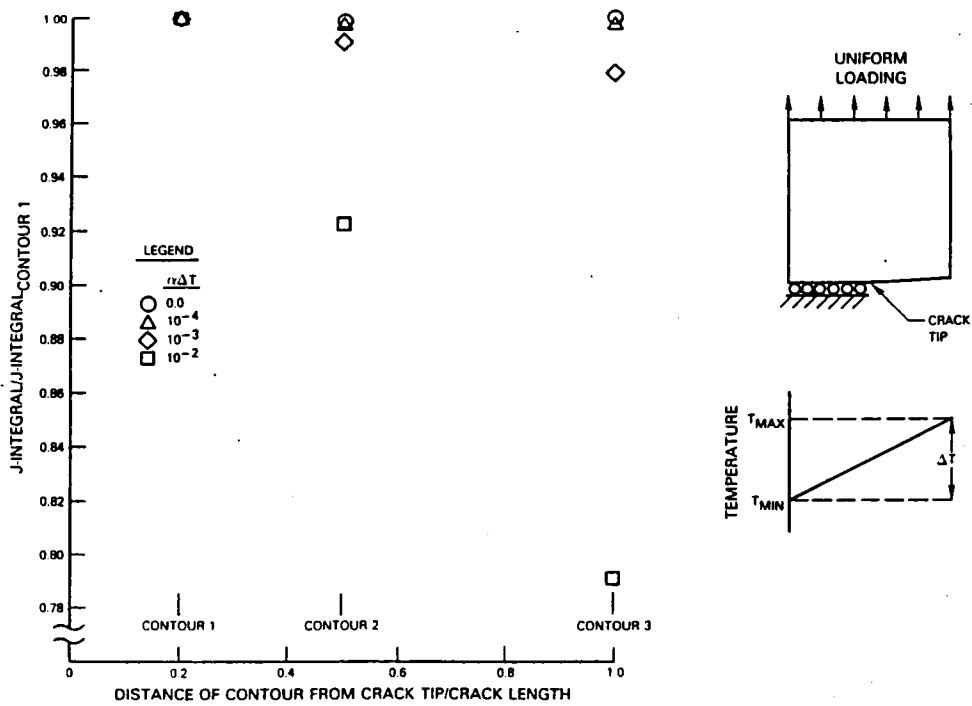 1.00
0.98
0.96
0.94
0.92
0.90
0.88
0.86
0.84
0.82
0.80
0.78
J-INTEGRAL/J-INTEGRAL CONTOUR 1
LEGEND
αΔT
0.0
10⁻⁴
10⁻³
10⁻²
CONTOUR 1
CONTOUR 2
CONTOUR 3
0
0.2
0.4
0.6
0.8
1.0
DISTANCE OF CONTOUR FROM CRACK TIP/CRACK LENGTH
UNIFORM
LOADING
CRACK
TIP
TEMPERATURE
TMAX
TMIN
ΔT